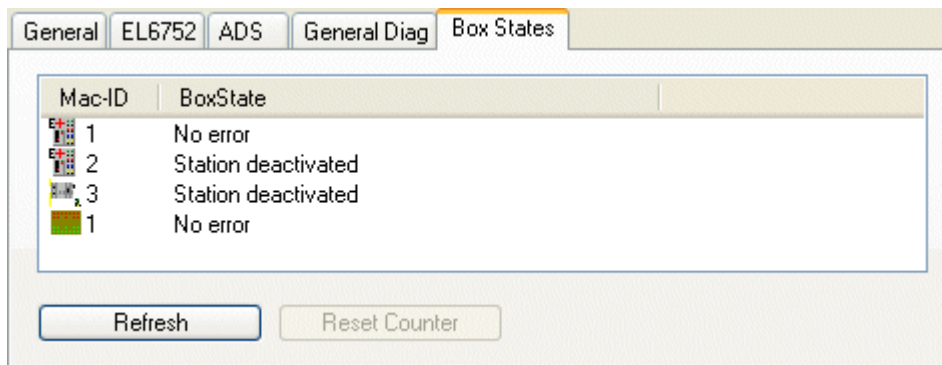 General EL6752 ADS General Diag Box States
Mac-ID BoxState
1 No error
2 Station deactivated
3 Station deactivated
1 No error
Refresh Reset Counter